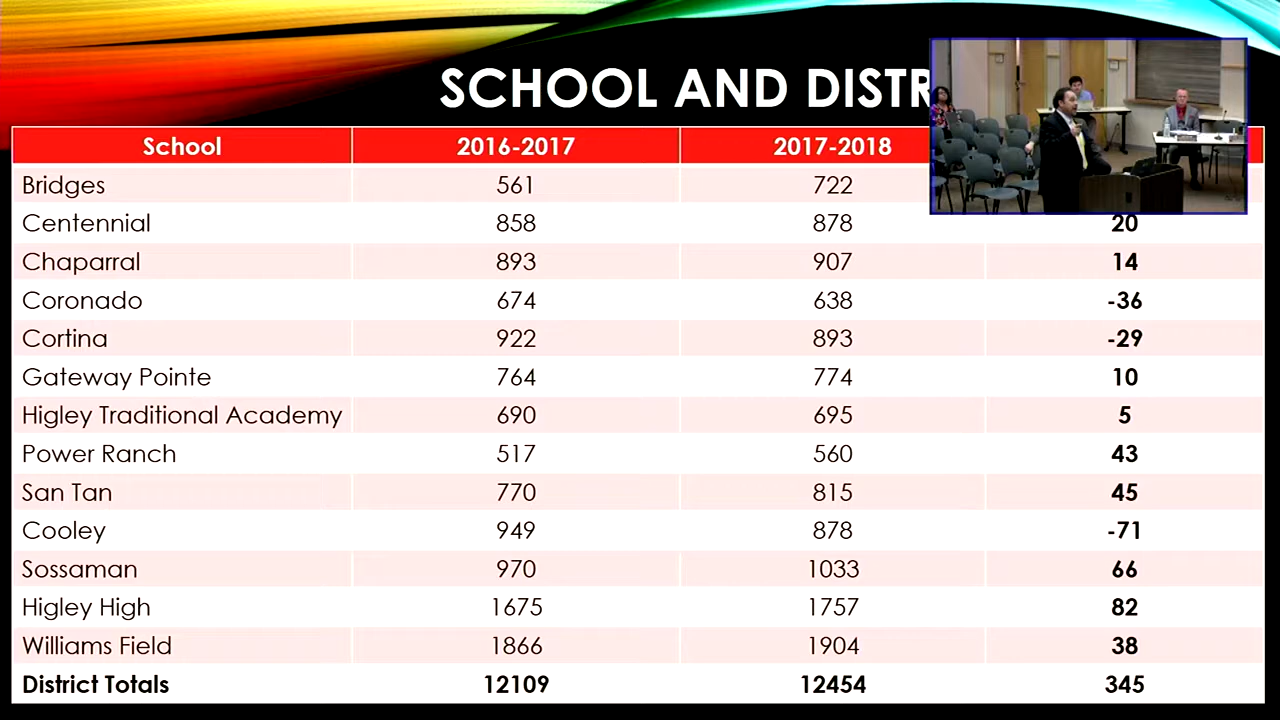 SCHOOL AND DISTR
School 2016-2017 2017-2018
Bridges 561 722
Centennial 858 878 20
Chaparral 893 907 14
Coronado 674 638 -36
Cortina 922 893 -29
Gateway Pointe 764 774 10
Higley Traditional Academy 690 695 5
Power Ranch 517 560 43
San Tan 770 815 45
Cooley 949 878 -71
Sossaman 970 1033 66
Higley High 1675 1757 82
Williams Field 1866 1904 38
District Totals 12109 12454 345